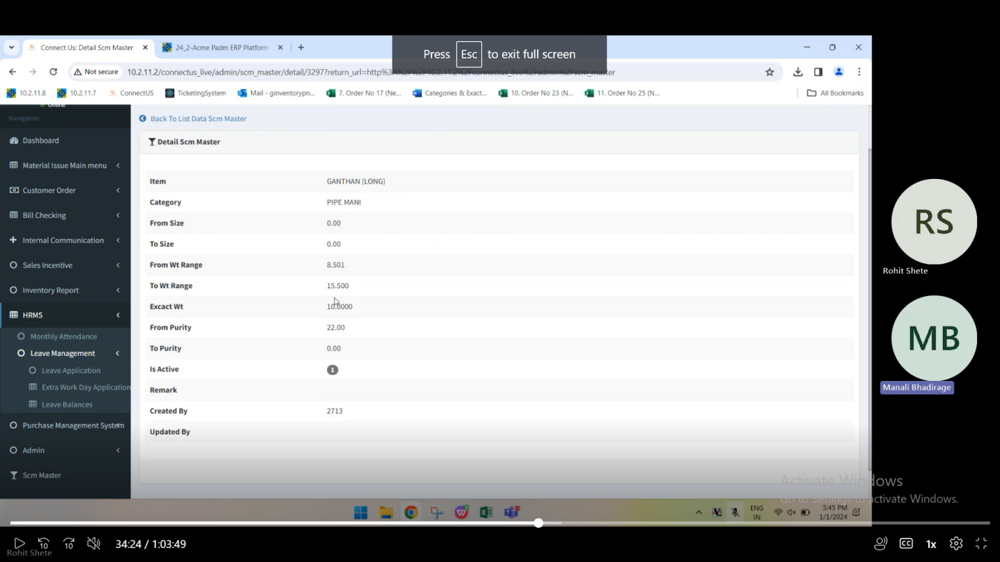 Connect Us: Detail Scm Master
24_2-Acme Padm ERP Platform
Press Esc to exit full screen
Not secure
10.2.11.2/connectus_live/admin/scm_master/detail/3297?return_url=http%3A%2F%2F10.2.11.2%2Fconnectus_live%2Fadmin%2Fscm_master
10.2.11.8
10.2.11.7
ConnectUS
TicketingSystem
Mail - ginventorypn...
7. Order No 17 (Ne...
Categories & Exact...
10. Order No 23 (N...
11. Order No 25 (N...
All Bookmarks
Online
Navigation
Dashboard
Material Issue Main menu
Customer Order
Bill Checking
Internal Communication
Sales Incentive
Inventory Report
HRMS
Monthly Attendance
Leave Management
Leave Application
Extra Work Day Application
Leave Balances
Purchase Management System
Admin
Scm Master
Back To List Data Scm Master
Detail Scm Master
Item GANTHAN (LONG)
Category PIPE MANI
From Size 0.00
To Size 0.00
From Wt Range 8.501
To Wt Range 15.500
Excact Wt 10.0000
From Purity 22.00
To Purity 0.00
Is Active 1
Remark
Created By 2713
Updated By
RS
Rohit Shete
MB
Manali Bhadirage
Activate Windows
Go to Settings to activate Windows.
ENG
IN
5:45 PM
1/1/2024
10
10
34:24 / 1:03:49
Rohit Shete
CC
1x